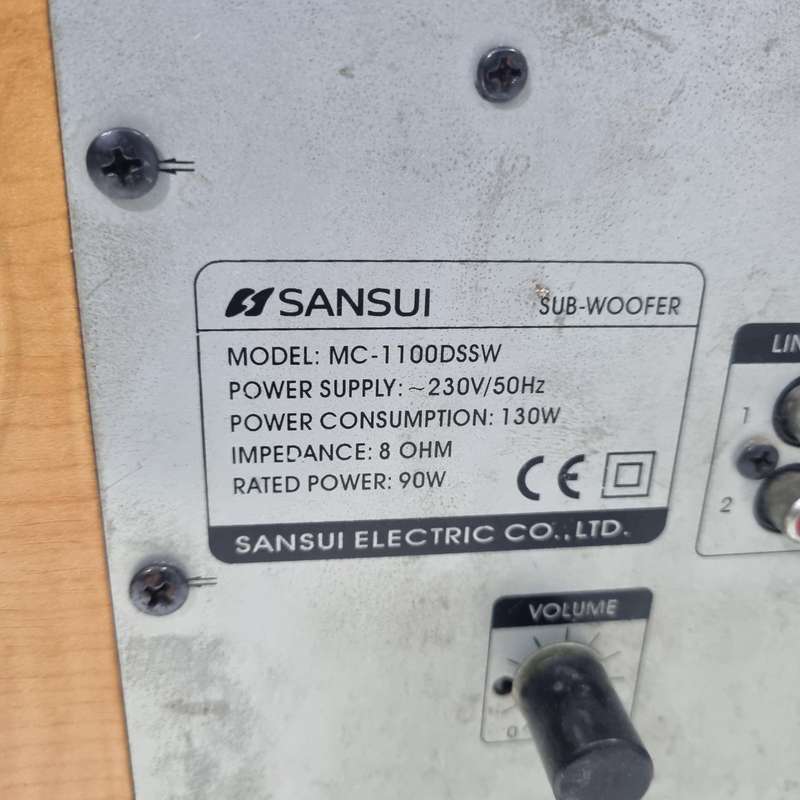 SANSUI
SUB-WOOFER
MODEL: MC-1100DSSW
POWER SUPPLY: ~230V/50Hz
POWER CONSUMPTION: 130W
IMPEDANCE: 8 OHM
RATED POWER: 90W
CE
SANSUI ELECTRIC CO.,LTD.
LIN
1
2
VOLUME
0